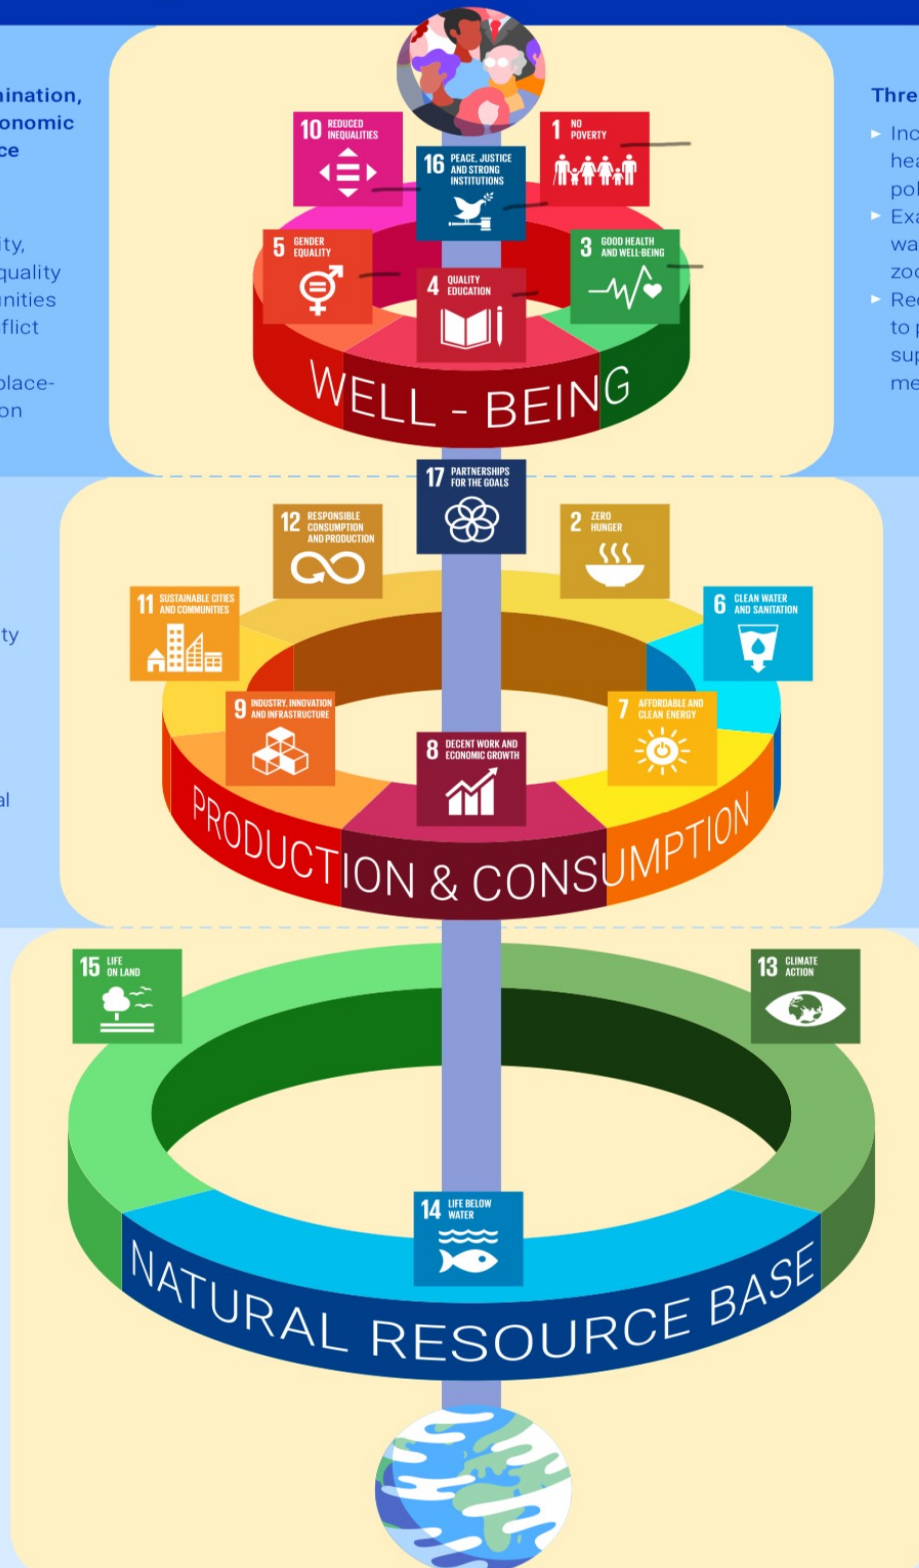 mination,
onomic
ce
ity,
quality
unities
flict
place-
on
Thre
► Inc
hea
pol
► Exa
wa
zoo
► Rec
to p
sup
me
10 REDUCED
INEQUALITIES
16 PEACE, JUSTICE
AND STRONG
INSTITUTIONS
1 NO
POVERTY
5 GENDER
EQUALITY
4 QUALITY
EDUCATION
3 GOOD HEALTH
AND WELL-BEING
WELL - BEING
17 PARTNERSHIPS
FOR THE GOALS
12 RESPONSIBLE
CONSUMPTION
AND PRODUCTION
2 ZERO
HUNGER
11 SUSTAINABLE CITIES
AND COMMUNITIES
6 CLEAN WATER
AND SANITATION
ty
9 INDUSTRY, INNOVATION
AND INFRASTRUCTURE
8 DECENT WORK AND
ECONOMIC GROWTH
7 AFFORDABLE AND
CLEAN ENERGY
al
PRODUCTION & CONSUMPTION
15 LIFE
ON LAND
13 CLIMATE
ACTION
14 LIFE BELOW
WATER
NATURAL RESOURCE BASE